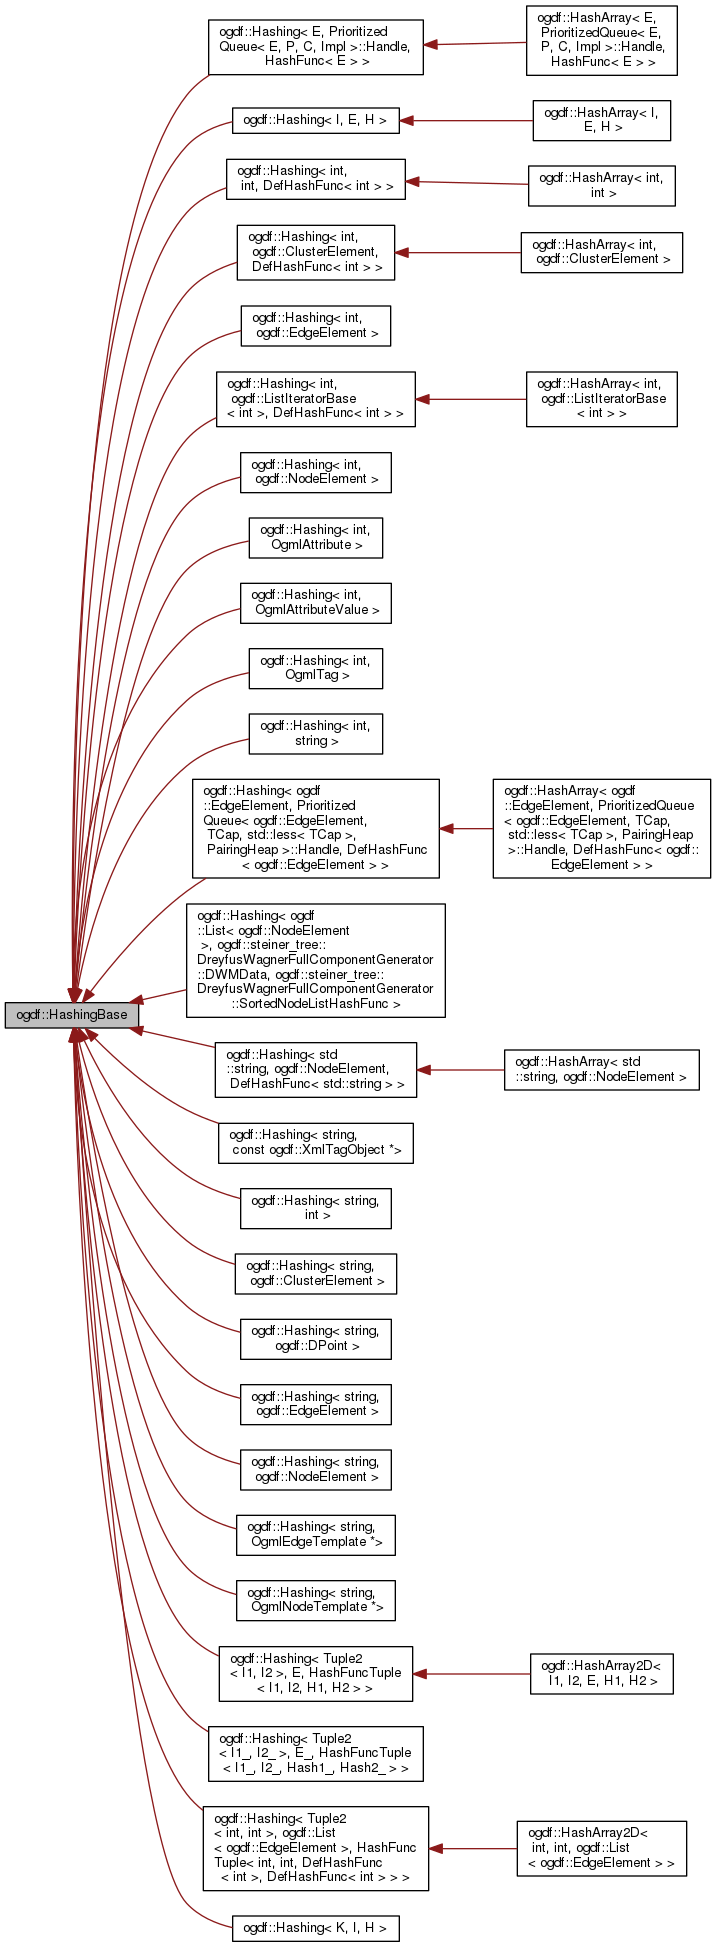 ogdf::Hashing< E, Prioritized
Queue< E, P, C, Impl >::Handle,
HashFunc< E > >
ogdf::HashArray< E,
PrioritizedQueue< E,
P, C, Impl >::Handle,
HashFunc< E > >
ogdf::Hashing< I, E, H >
ogdf::HashArray< I,
E, H >
ogdf::Hashing< int,
int, DefHashFunc< int > >
ogdf::HashArray< int,
int >
ogdf::Hashing< int,
ogdf::ClusterElement,
DefHashFunc< int > >
ogdf::HashArray< int,
ogdf::ClusterElement >
ogdf::Hashing< int,
ogdf::EdgeElement >
ogdf::Hashing< int,
ogdf::ListIteratorBase
< int >, DefHashFunc< int > >
ogdf::HashArray< int,
ogdf::ListIteratorBase
< int > >
ogdf::Hashing< int,
ogdf::NodeElement >
ogdf::Hashing< int,
OgmlAttribute >
ogdf::Hashing< int,
OgmlAttributeValue >
ogdf::Hashing< int,
OgmlTag >
ogdf::Hashing< int,
string >
ogdf::Hashing< ogdf
::EdgeElement, Prioritized
Queue< ogdf::EdgeElement,
TCap, std::less< TCap >,
PairingHeap >::Handle, DefHashFunc
< ogdf::EdgeElement > >
ogdf::HashArray< ogdf
::EdgeElement, PrioritizedQueue
< ogdf::EdgeElement, TCap,
std::less< TCap >, PairingHeap
>::Handle, DefHashFunc< ogdf::
EdgeElement > >
ogdf::Hashing< ogdf
::List< ogdf::NodeElement
>, ogdf::steiner_tree::
DreyfusWagnerFullComponentGenerator
::DWMData, ogdf::steiner_tree::
DreyfusWagnerFullComponentGenerator
::SortedNodeListHashFunc >
ogdf::HashingBase
ogdf::Hashing< std
::string, ogdf::NodeElement,
DefHashFunc< std::string > >
ogdf::HashArray< std
::string, ogdf::NodeElement >
ogdf::Hashing< string,
const ogdf::XmlTagObject *>
ogdf::Hashing< string,
int >
ogdf::Hashing< string,
ogdf::ClusterElement >
ogdf::Hashing< string,
ogdf::DPoint >
ogdf::Hashing< string,
ogdf::EdgeElement >
ogdf::Hashing< string,
ogdf::NodeElement >
ogdf::Hashing< string,
OgmlEdgeTemplate *>
ogdf::Hashing< string,
OgmlNodeTemplate *>
ogdf::Hashing< Tuple2
< I1, I2 >, E, HashFuncTuple
< I1, I2, H1, H2 > >
ogdf::HashArray2D<
I1, I2, E, H1, H2 >
ogdf::Hashing< Tuple2
< I1_, I2_ >, E_, HashFuncTuple
< I1_, I2_, Hash1_, Hash2_ > >
ogdf::Hashing< Tuple2
< int, int >, ogdf::List
< ogdf::EdgeElement >, HashFunc
Tuple< int, int, DefHashFunc
< int >, DefHashFunc< int > > >
ogdf::HashArray2D<
int, int, ogdf::List
< ogdf::EdgeElement > >
ogdf::Hashing< K, I, H >